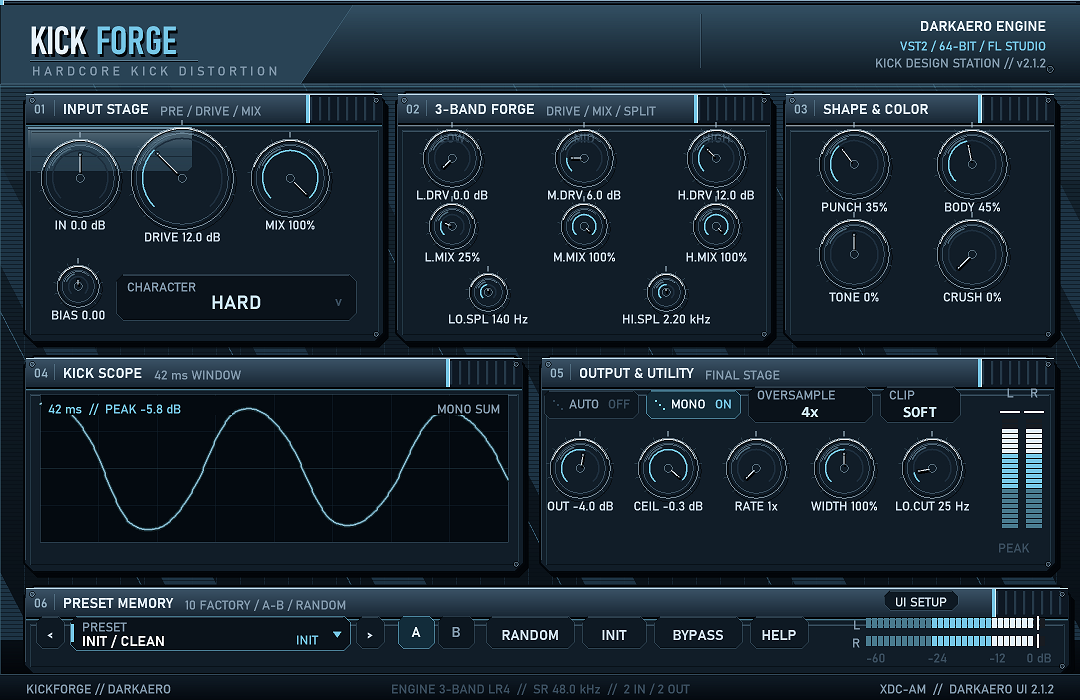 KICK FORGE
HARDCORE KICK DISTORTION
DARKAERO ENGINE
VST2 / 64-BIT / FL STUDIO
KICK DESIGN STATION // v2.1.2
01 INPUT STAGE PRE / DRIVE / MIX
IN 0.0 dB
DRIVE 12.0 dB
MIX 100%
BIAS 0.00
CHARACTER
HARD v
02 3-BAND FORGE DRIVE / MIX / SPLIT
LOW MID HIGH
L.DRV 0.0 dB M.DRV 6.0 dB H.DRV 12.0 dB
L.MIX 25% M.MIX 100% H.MIX 100%
LO.SPL 140 Hz HI.SPL 2.20 kHz
03 SHAPE & COLOR
PUNCH 35% BODY 45%
TONE 0% CRUSH 0%
04 KICK SCOPE 42 ms WINDOW
42 ms // PEAK -5.8 dB MONO SUM
05 OUTPUT & UTILITY FINAL STAGE
AUTO OFF
MONO ON
OVERSAMPLE
4x
CLIP
SOFT
L R
OUT -4.0 dB CEIL -0.3 dB RATE 1x WIDTH 100% LO.CUT 25 Hz
PEAK
06 PRESET MEMORY 10 FACTORY / A-B / RANDOM
UI SETUP
<
PRESET
INIT / CLEAN INIT
>
A B RANDOM INIT BYPASS HELP
L
R
-60 -24 -12 0 dB
KICKFORGE // DARKAERO
ENGINE 3-BAND LR4 // SR 48.0 kHz // 2 IN / 2 OUT
XDC-AM // DARKAERO UI 2.1.2